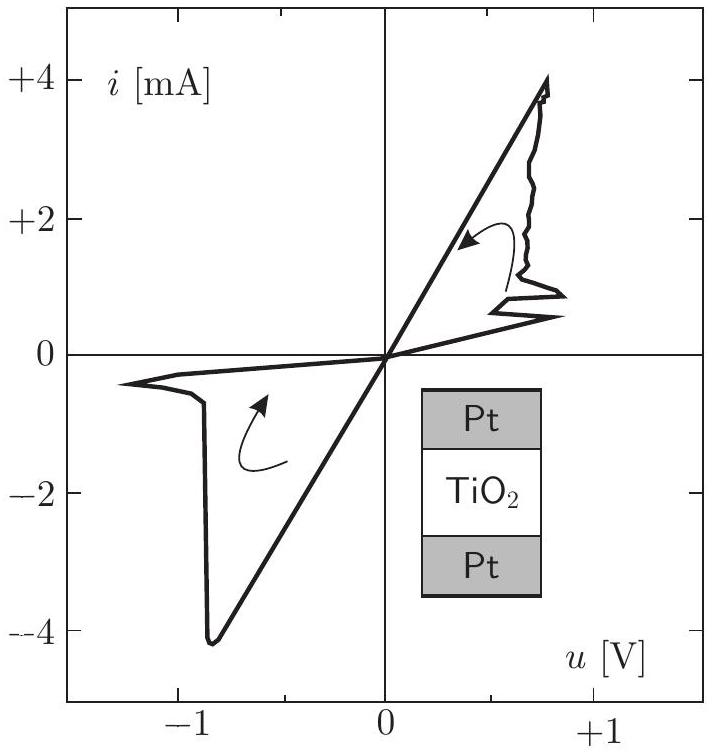 +4
i [mA]
+2
0
−2
--4
Pt
TiO₂
Pt
u [V]
−1
0
+1